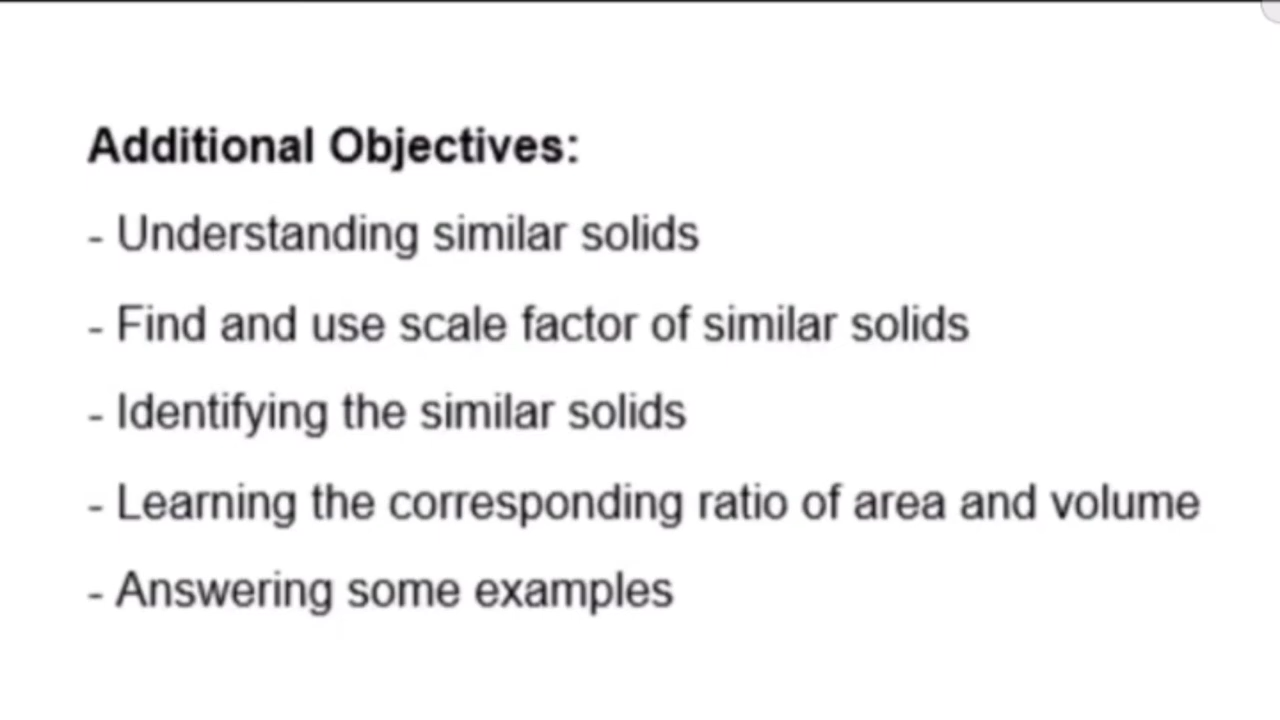 Additional Objectives:
- Understanding similar solids
- Find and use scale factor of similar solids
- Identifying the similar solids
- Learning the corresponding ratio of area and volume
- Answering some examples